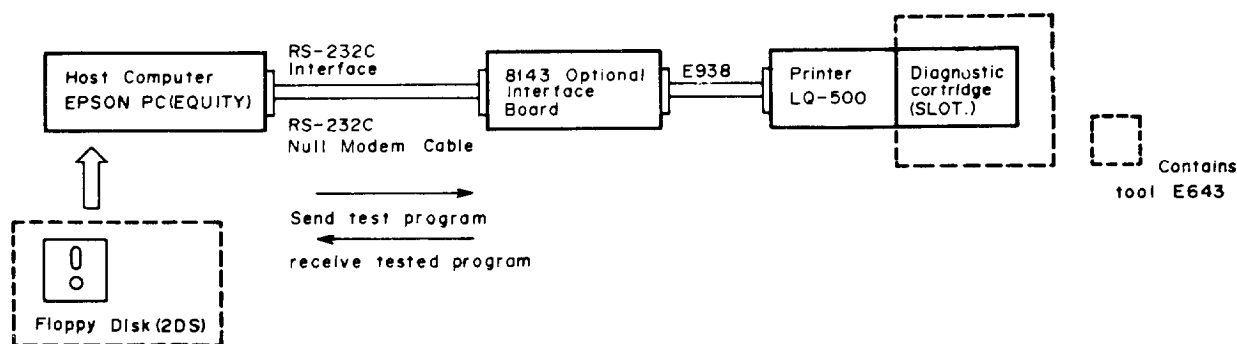 Host Computer
EPSON PC(EQUITY)
RS-232C
Interface
RS-232C
Null Modem Cable
8143 Optional
Interface
Board
E938
Printer
LQ-500
Diagnostic
cortridge
(SLOT.)
Contains
tool E643
Send test program
receive tested program
Floppy Disk(2DS)